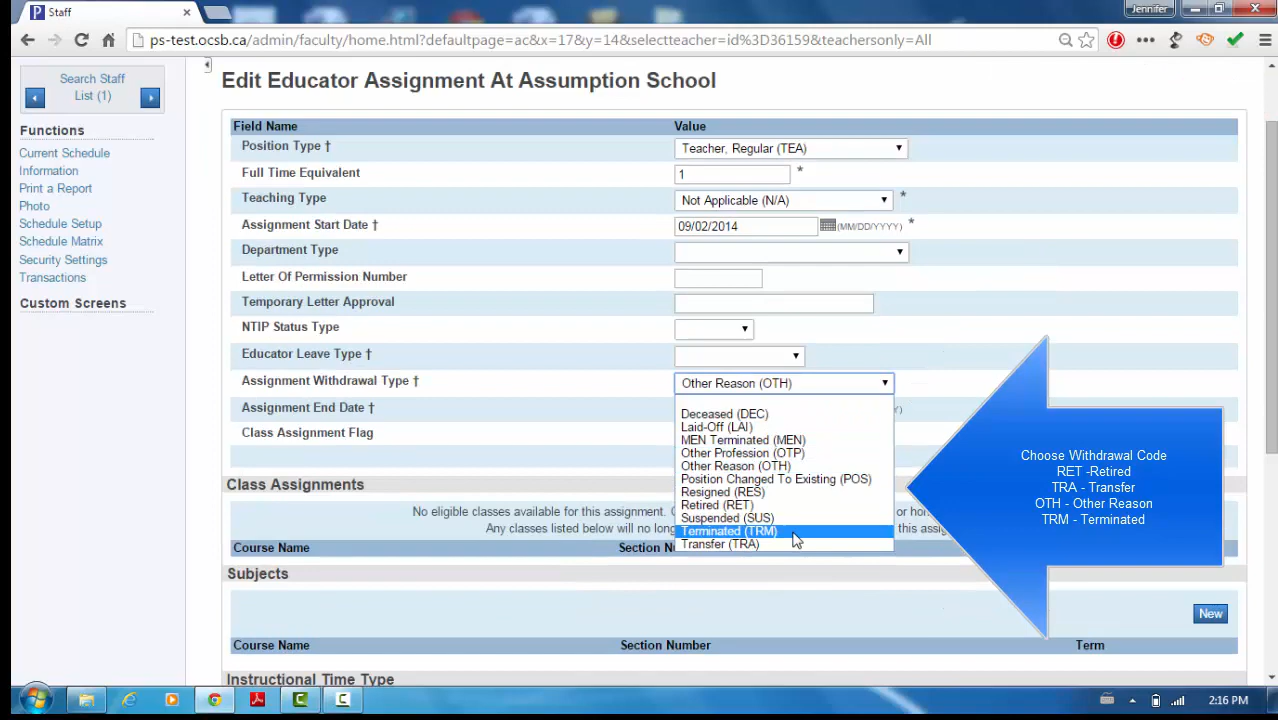 Staff
Jennifer
ps-test.ocsb.ca/admin/faculty/home.html?defaultpage=ac&x=17&y=14&selectteacher=id%3D36159&teachersonly=All
Search Staff
List (1)
Functions
Current Schedule
Information
Print a Report
Photo
Schedule Setup
Schedule Matrix
Security Settings
Transactions
Custom Screens
Edit Educator Assignment At Assumption School
Field Name Value
Position Type † Teacher, Regular (TEA)
Full Time Equivalent 1 *
Teaching Type Not Applicable (N/A) *
Assignment Start Date † 09/02/2014 (MM/DD/YYYY) *
Department Type
Letter Of Permission Number
Temporary Letter Approval
NTIP Status Type
Educator Leave Type †
Assignment Withdrawal Type † Other Reason (OTH)
Assignment End Date †
Class Assignment Flag
Deceased (DEC)
Laid-Off (LAI)
MEN Terminated (MEN)
Other Profession (OTP)
Other Reason (OTH)
Position Changed To Existing (POS)
Resigned (RES)
Retired (RET)
Suspended (SUS)
Terminated (TRM)
Transfer (TRA)
Choose Withdrawal Code
RET -Retired
TRA - Transfer
OTH - Other Reason
TRM - Terminated
Class Assignments
No eligible classes available for this assignment. or
Any classes listed below will no this assignment.
Course Name Section
Subjects
New
Course Name Section Number Term
Instructional Time Type
2:16 PM